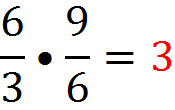 6/3 • 9/6 = 3